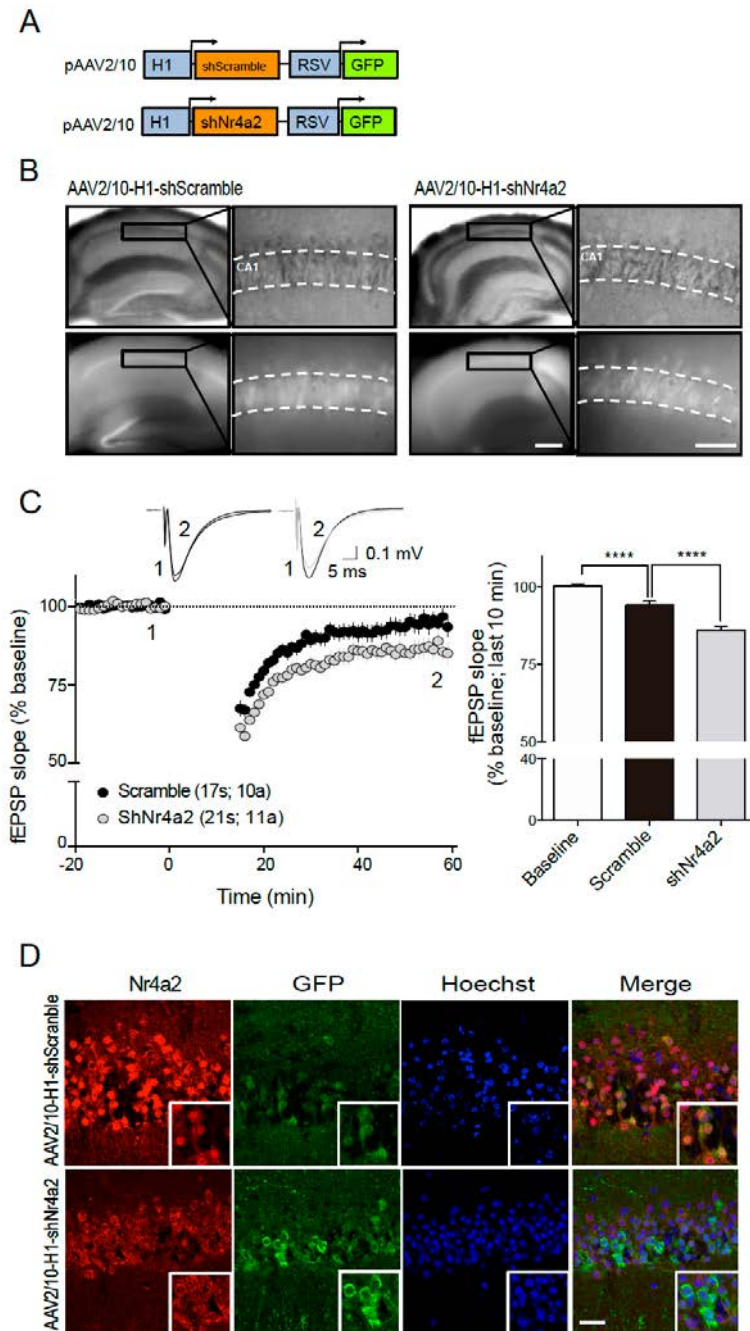 A
pAAV2/10 H1 shScramble RSV GFP
pAAV2/10 H1 shNr4a2 RSV GFP
B
AAV2/10-H1-shScramble AAV2/10-H1-shNr4a2
CA1 CA1
C
2 2
1 1
0.1 mV
5 ms
fEPSP slope (% baseline)
100
75
50
0
1
2
Scramble (17s; 10a)
ShNr4a2 (21s; 11a)
-20 0 20 40 60
Time (min)
fEPSP slope
(% baseline; last 10 min)
**** ****
100
75
50
40
0
Baseline Scramble shNr4a2
D
Nr4a2 GFP Hoechst Merge
AAV2/10-H1-shScramble
AAV2/10-H1-shNr4a2